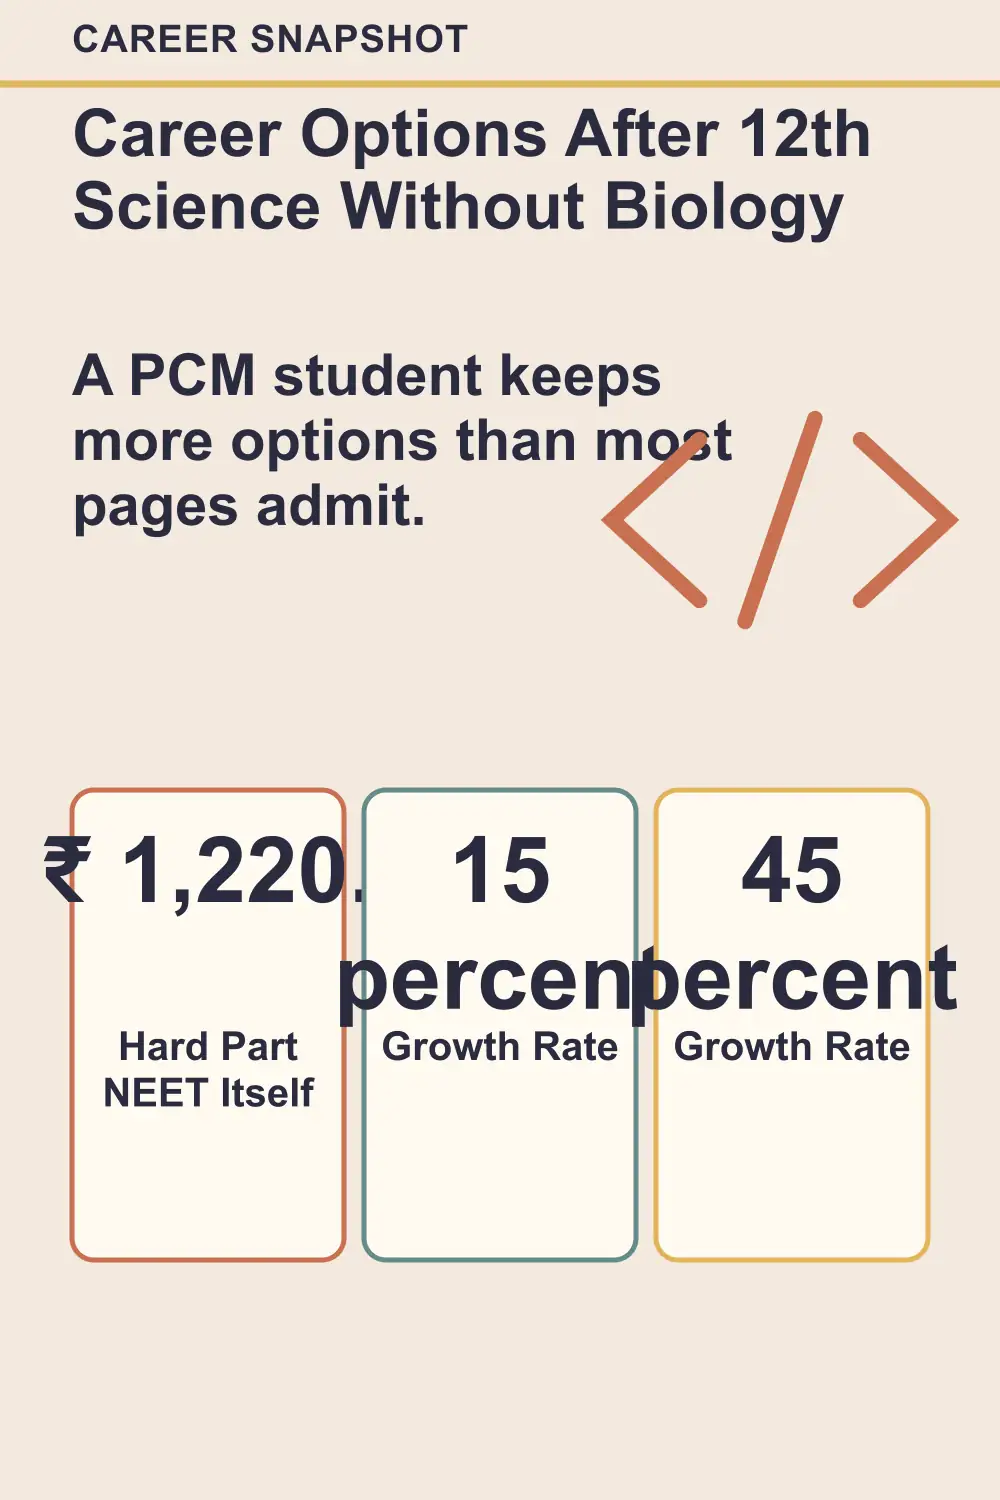 CAREER SNAPSHOT
Career Options After 12th
Science Without Biology
A PCM student keeps
more options than most
pages admit.
₹ 1,220.
15
percent
45
percent
Hard Part
NEET Itself
Growth Rate
Growth Rate